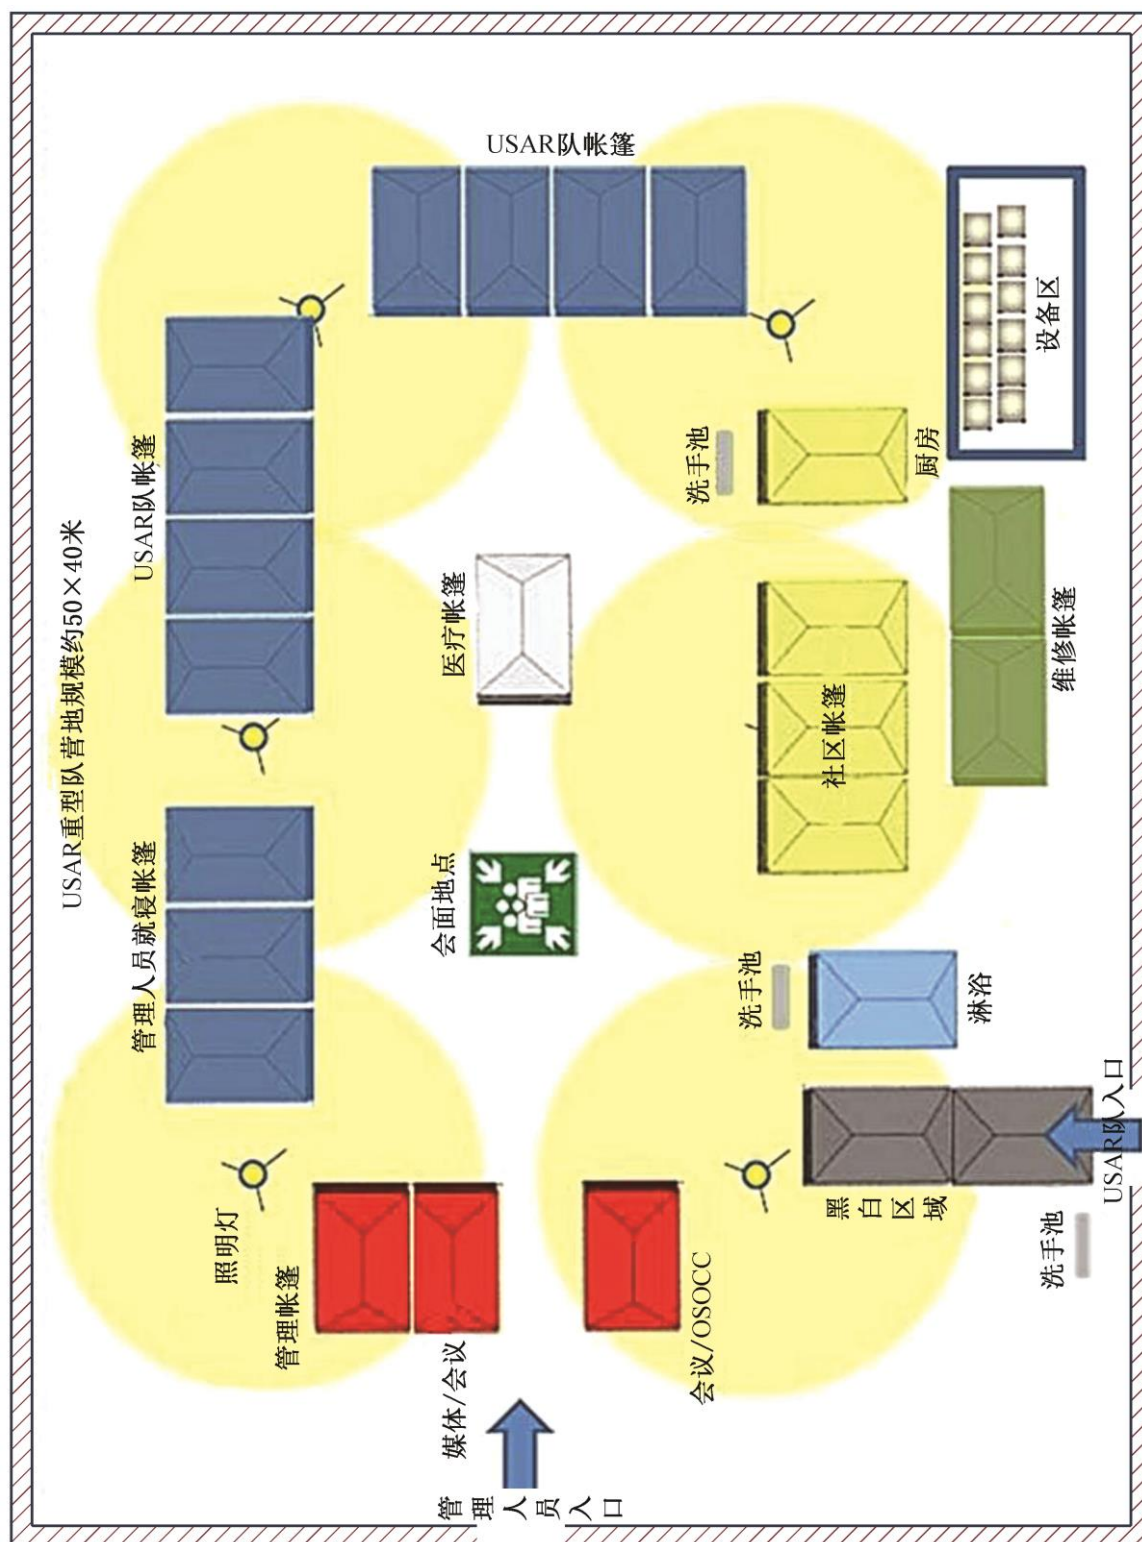 USAR重型队营地规模约50×40米
管理人员就寝帐篷
USAR队帐篷
USAR队帐篷
照明灯
管理帐篷
媒体/会议
管理人员入口
会面地点
医疗帐篷
会议/OSOCC
洗手池
洗手池
社区帐篷
厨房
黑白区域
淋浴
维修帐篷
设备区
洗手池
USAR队入口